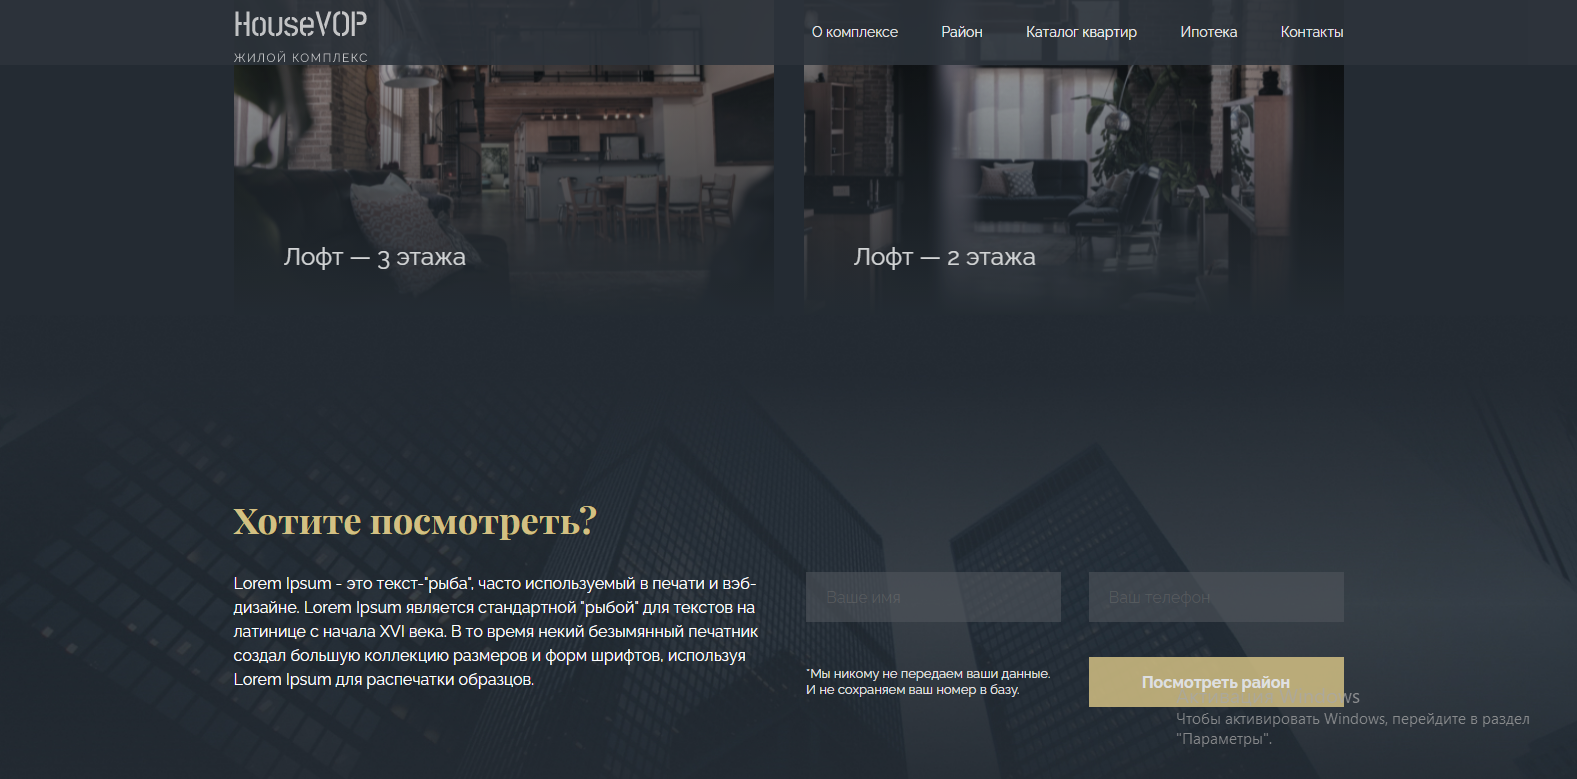 HouseVOP
ЖИЛОЙ КОМПЛЕКС
О комплексе Район Каталог квартир Ипотека Контакты
Лофт — 3 этажа
Лофт — 2 этажа
Хотите посмотреть?
Lorem Ipsum - это текст-"рыба", часто используемый в печати и вэб-
дизайне. Lorem Ipsum является стандартной "рыбой" для текстов на
латинице с начала XVI века. В то время некий безымянный печатник
создал большую коллекцию размеров и форм шрифтов, используя
Lorem Ipsum для распечатки образцов.
Ваше имя
Ваш телефон
*Мы никому не передаем ваши данные.
И не сохраняем ваш номер в базу.
Посмотреть район
Чтобы активировать Windows, перейдите в раздел
"Параметры".